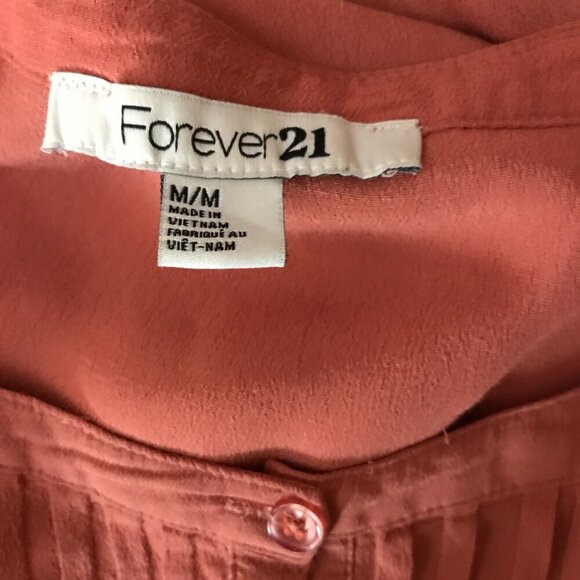 Forever21
M/M
MADE IN
VIETNAM
FABRIQUÉ AU
VIÊT-NAM